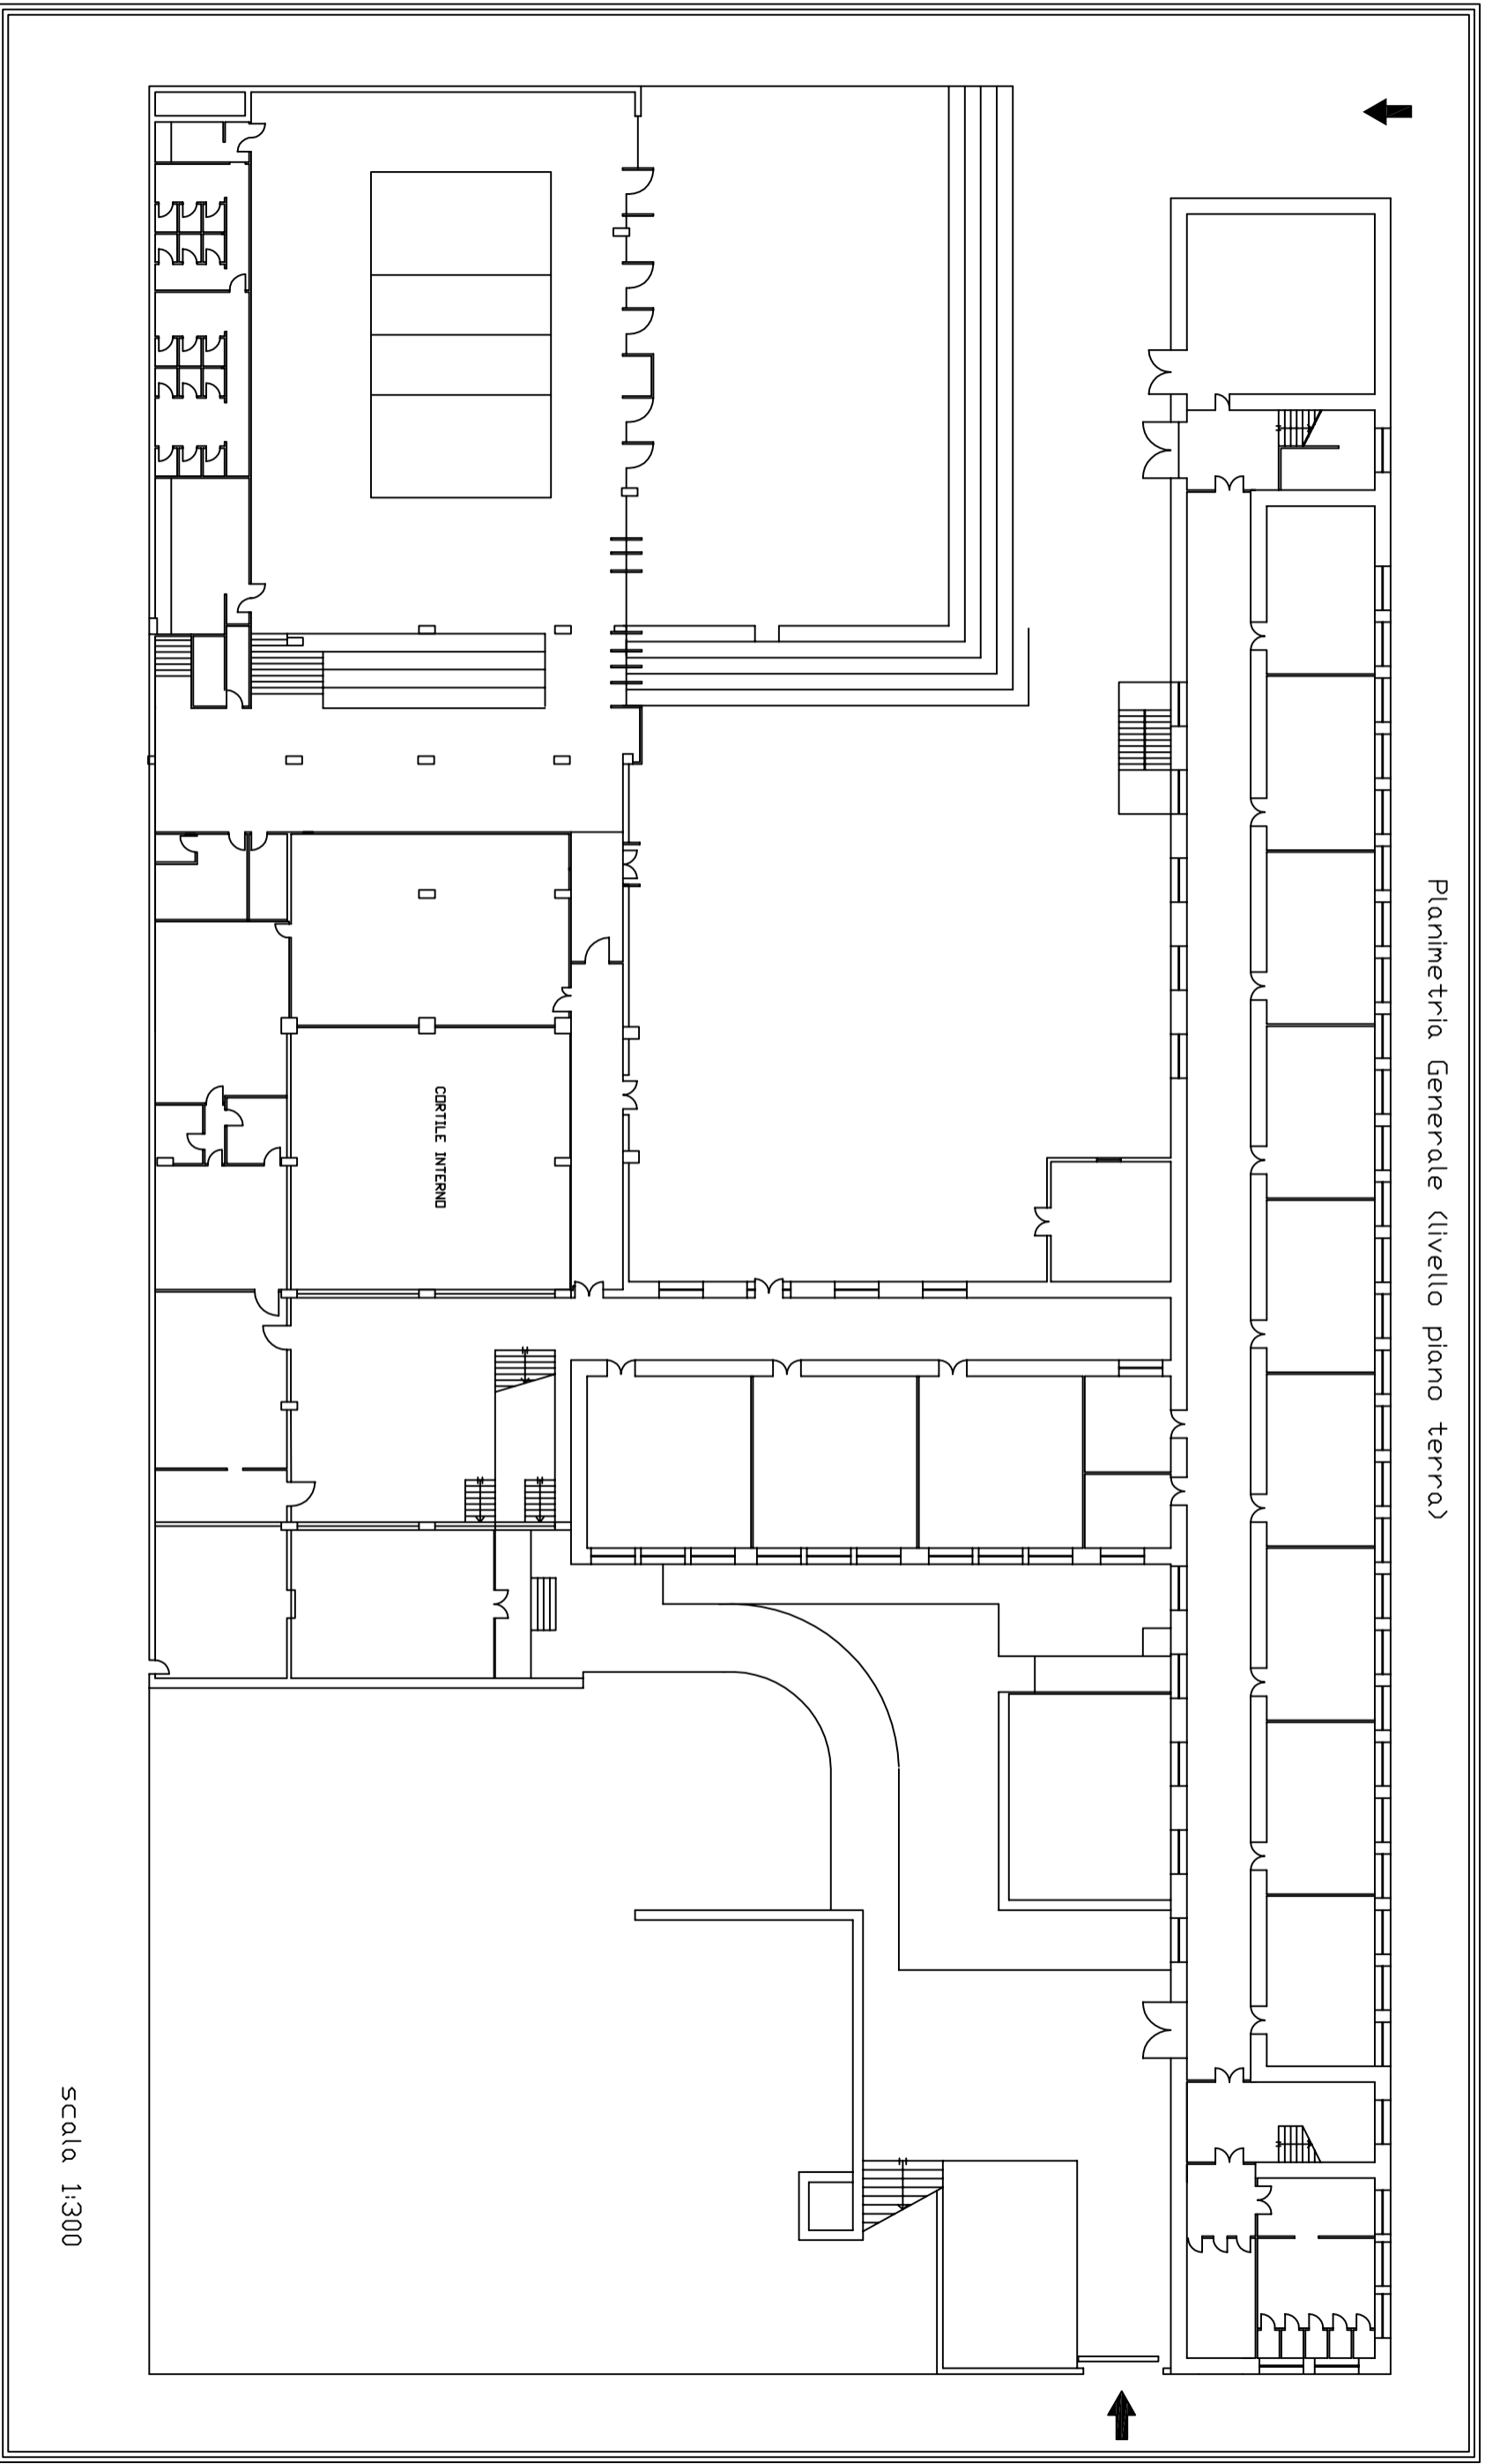 Planimetria Generale (livello piano terra)
CORTILE INTERNO
scala 1:300